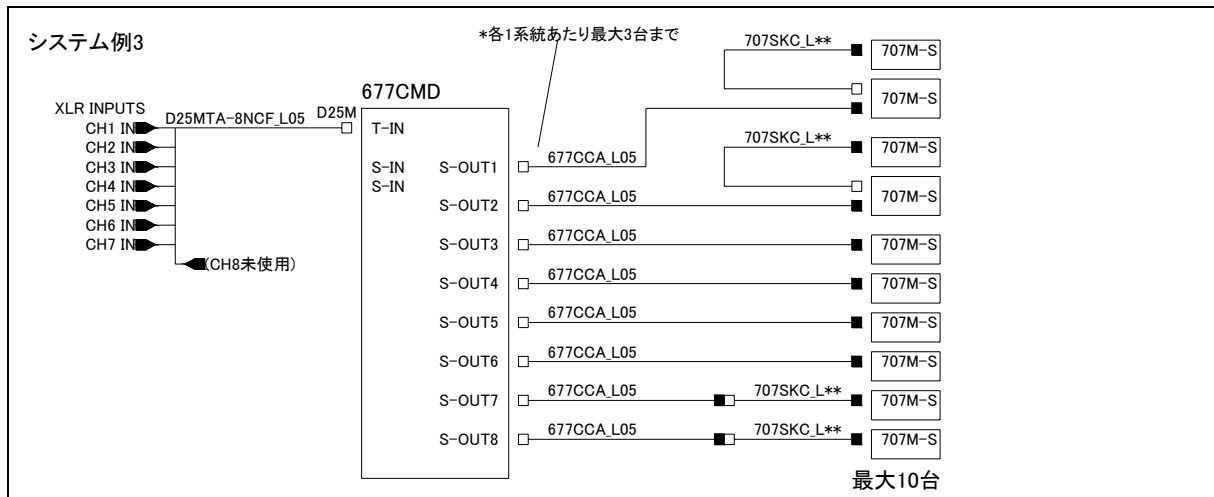 システム例3
*各1系統あたり最大3台まで
707SKC_L**
707M-S
707M-S
677CMD
XLR INPUTS
D25MTA-8NCF_L05
D25M
CH1 IN
CH2 IN
CH3 IN
CH4 IN
CH5 IN
CH6 IN
CH7 IN
(CH8未使用)
T-IN
S-IN
S-IN
S-OUT1
677CCA_L05
707SKC_L**
707M-S
707M-S
S-OUT2
677CCA_L05
S-OUT3
677CCA_L05
707M-S
S-OUT4
677CCA_L05
707M-S
S-OUT5
677CCA_L05
707M-S
S-OUT6
677CCA_L05
707M-S
S-OUT7
677CCA_L05
707SKC_L**
707M-S
S-OUT8
677CCA_L05
707SKC_L**
707M-S
最大10台